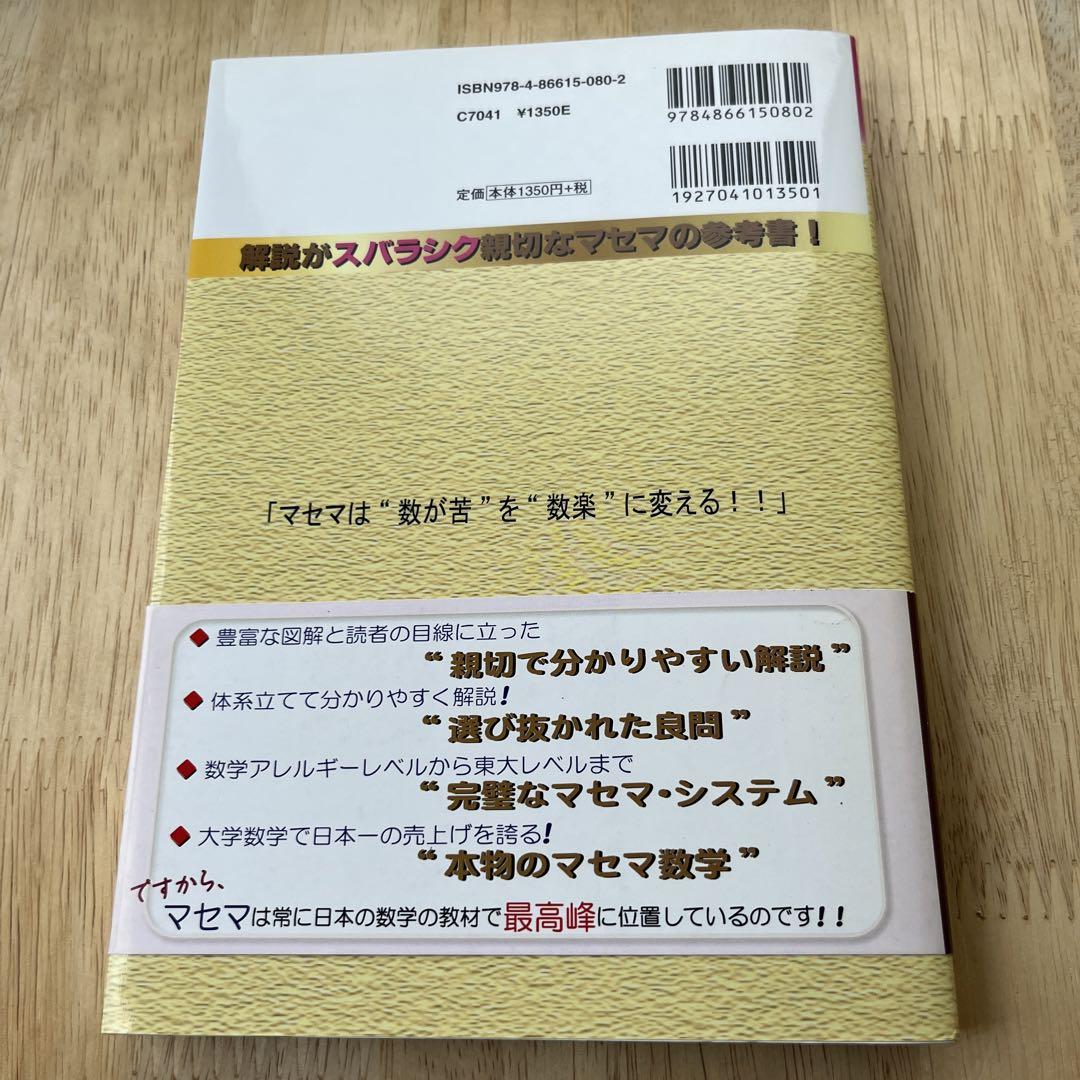 ISBN978-4-86615-080-2
C7041 ¥1350E
9784866150802
定価 本体1350円+税
1927041013501
解説がスバラシク親切なマセマの参考書!
「マセマは“数が苦”を“数楽”に変える!!」
◆ 豊富な図解と読者の目線に立った
“親切で分かりやすい解説”
◆ 体系立てて分かりやすく解説!
“選び抜かれた良問”
◆ 数学アレルギーレベルから東大レベルまで
“完璧なマセマ・システム”
◆ 大学数学で日本一の売上げを誇る!
“本物のマセマ数学”
ですから、
マセマは常に日本の数学の教材で最高峰に位置しているのです!!